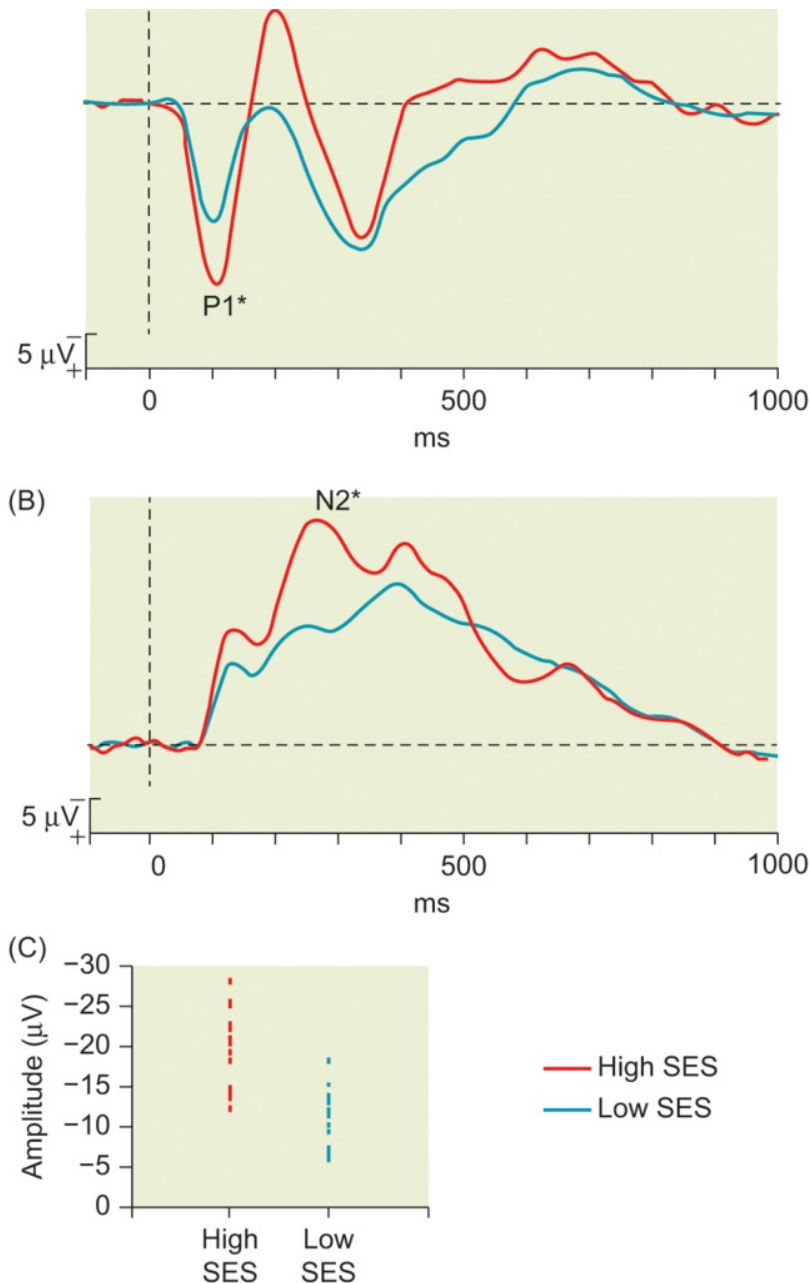 P1*
5 μV
−
+
0
500
1000
ms
(B)
N2*
5 μV
−
+
0
500
1000
ms
(C)
−30
−25
−20
−15
−10
−5
0
Amplitude (μV)
High SES
Low SES
High
SES
Low
SES